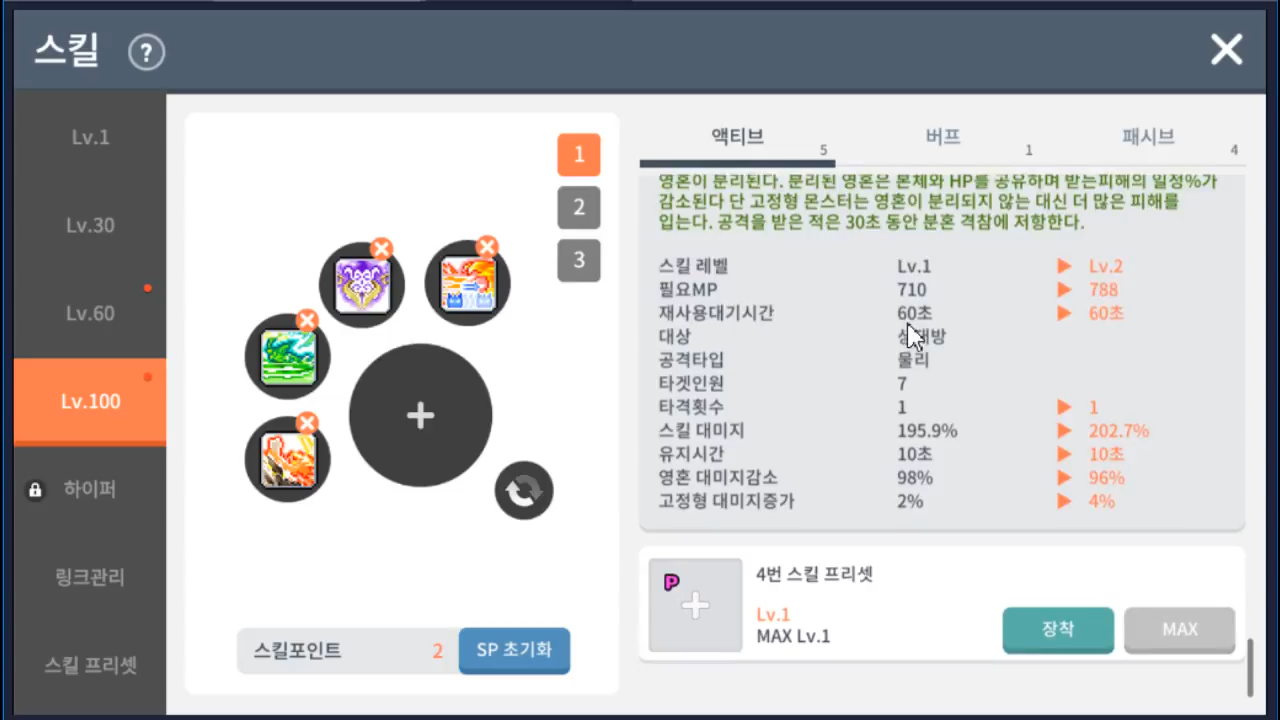 스킬 ?
Lv.1
Lv.30
Lv.60
Lv.100
하이퍼
링크관리
스킬 프리셋
1
2
3
스킬포인트 2 SP 초기화
액티브 5 버프 1 패시브 4
영혼이 분리된다. 분리된 영혼은 본체와 HP를 공유하며 받는피해의 일정%가
감소된다 단 고정형 몬스터는 영혼이 분리되지 않는 대신 더 많은 피해를
입는다. 공격을 받은 적은 30초 동안 분혼 격참에 저항한다.
스킬 레벨 Lv.1 ▶ Lv.2
필요MP 710 ▶ 788
재사용대기시간 60초 ▶ 60초
대상
공격타입 물리
타겟인원 7
타격횟수 1 ▶ 1
스킬 대미지 195.9% ▶ 202.7%
유지시간 10초 ▶ 10초
영혼 대미지감소 98% ▶ 96%
고정형 대미지증가 2% ▶ 4%
P
4번 스킬 프리셋
Lv.1
MAX Lv.1
장착 MAX